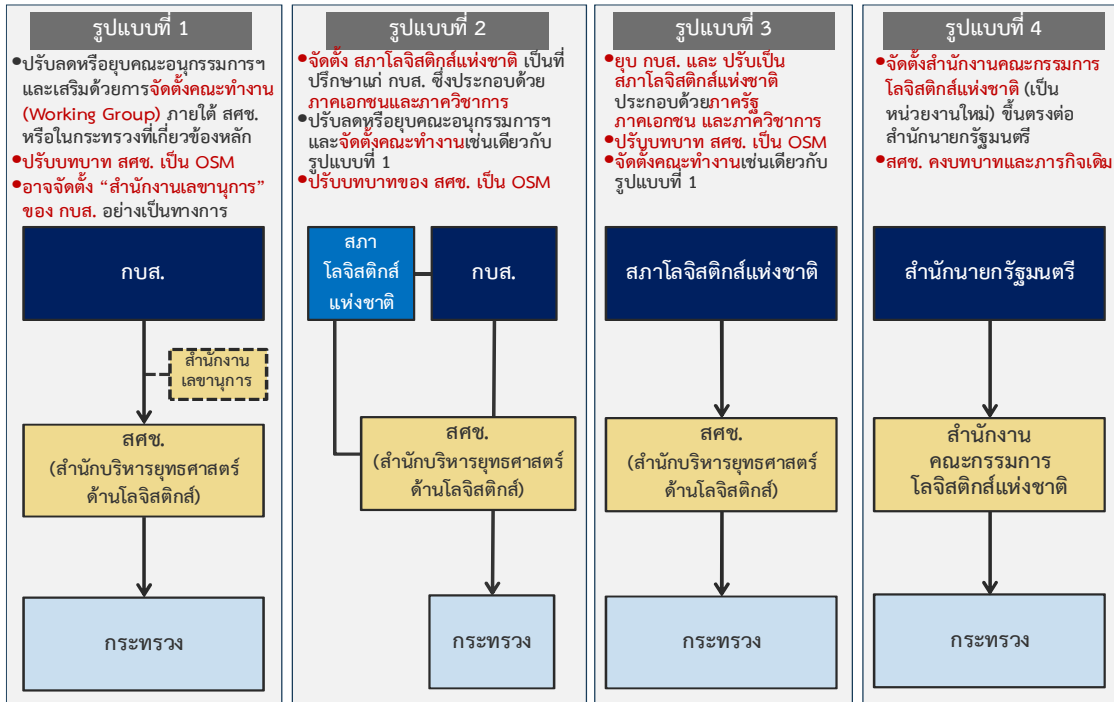 รูปแบบที่ 1
•ปรับลดหรือยุบคณะอนุกรรมการฯ
และเสริมด้วยการจัดตั้งคณะทำงาน
(Working Group) ภายใต้ สศช.
หรือในกระทรวงที่เกี่ยวข้องหลัก
•ปรับบทบาท สศช. เป็น OSM
•อาจจัดตั้ง “สำนักงานเลขานุการ”
ของ กบส. อย่างเป็นทางการ
กบส.
สำนักงาน
เลขานุการ
สศช.
(สำนักบริหารยุทธศาสตร์
ด้านโลจิสติกส์)
กระทรวง
รูปแบบที่ 2
•จัดตั้ง สภาโลจิสติกส์แห่งชาติ เป็นที่
ปรึกษาแก่ กบส. ซึ่งประกอบด้วย
ภาคเอกชนและภาควิชาการ
•ปรับลดหรือยุบคณะอนุกรรมการฯ
และจัดตั้งคณะทำงานเช่นเดียวกับ
รูปแบบที่ 1
•ปรับบทบาทของ สศช. เป็น OSM
สภา
โลจิสติกส์
แห่งชาติ
กบส.
สศช.
(สำนักบริหารยุทธศาสตร์
ด้านโลจิสติกส์)
กระทรวง
รูปแบบที่ 3
•ยุบ กบส. และ ปรับเป็น
สภาโลจิสติกส์แห่งชาติ
ประกอบด้วยภาครัฐ
ภาคเอกชน และภาควิชาการ
•ปรับบทบาท สศช. เป็น OSM
•จัดตั้งคณะทำงานเช่นเดียวกับ
รูปแบบที่ 1
สภาโลจิสติกส์แห่งชาติ
สศช.
(สำนักบริหารยุทธศาสตร์
ด้านโลจิสติกส์)
กระทรวง
รูปแบบที่ 4
•จัดตั้งสำนักงานคณะกรรมการ
โลจิสติกส์แห่งชาติ (เป็น
หน่วยงานใหม่) ขึ้นตรงต่อ
สำนักนายกรัฐมนตรี
•สศช. คงบทบาทและภารกิจเดิม
สำนักนายกรัฐมนตรี
สำนักงาน
คณะกรรมการ
โลจิสติกส์แห่งชาติ
กระทรวง